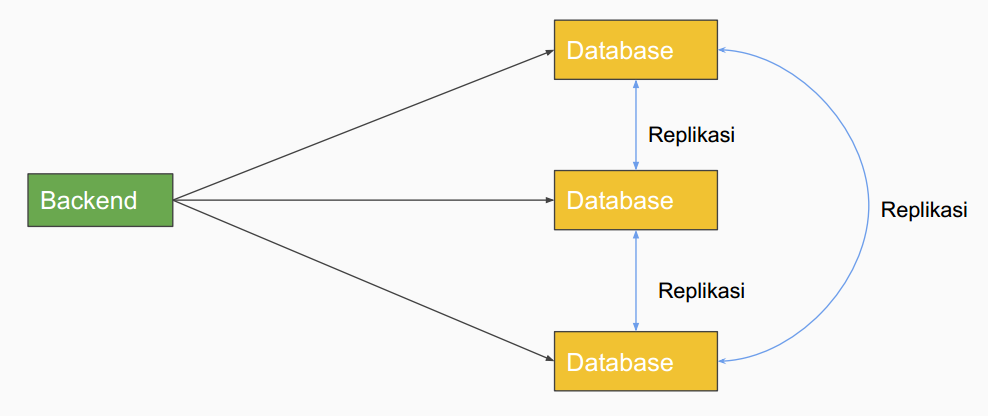 Database
Replikasi
Backend
Database
Replikasi
Replikasi
Database